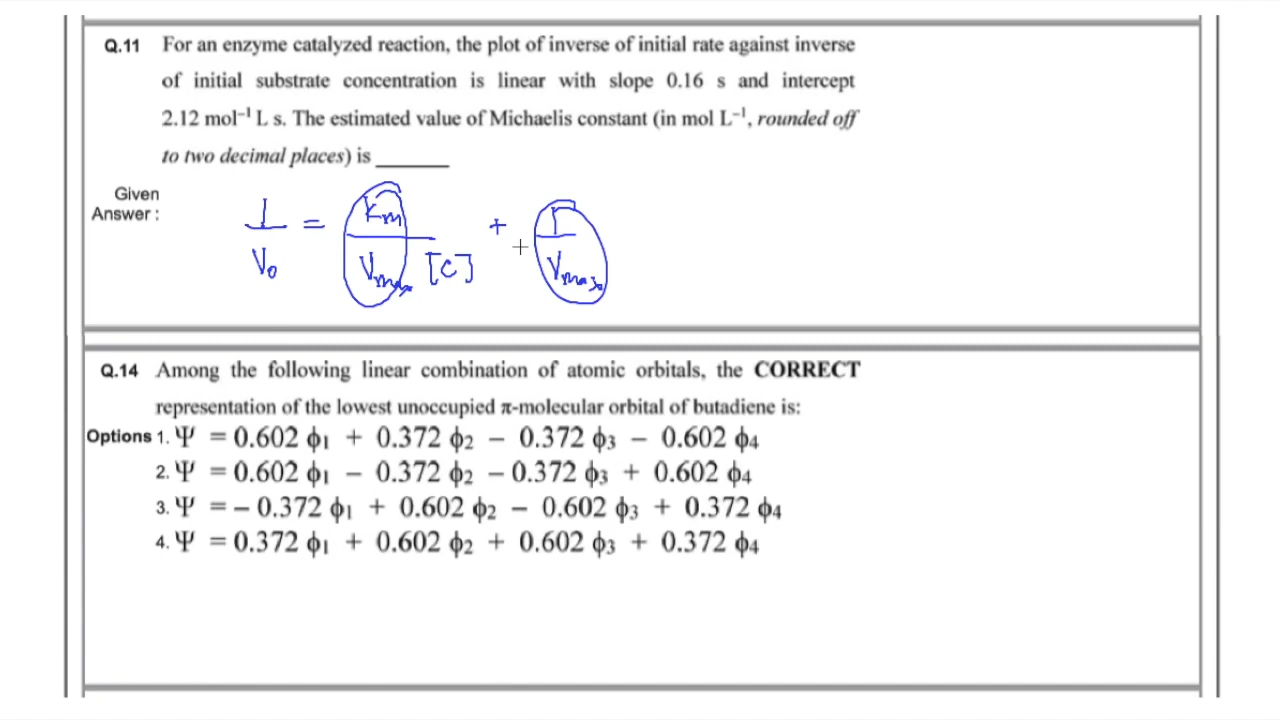 Q.11 For an enzyme catalyzed reaction, the plot of inverse of initial rate against inverse
of initial substrate concentration is linear with slope 0.16 s and intercept
2.12 mol⁻¹ L s. The estimated value of Michaelis constant (in mol L⁻¹, rounded off
to two decimal places) is ______
Given
Answer :
1/V₀ = Km/Vmax [C] + 1/Vmax
Q.14 Among the following linear combination of atomic orbitals, the CORRECT
representation of the lowest unoccupied π-molecular orbital of butadiene is:
Options 1. Ψ = 0.602 ϕ₁ + 0.372 ϕ₂ − 0.372 ϕ₃ − 0.602 ϕ₄
2. Ψ = 0.602 ϕ₁ − 0.372 ϕ₂ − 0.372 ϕ₃ + 0.602 ϕ₄
3. Ψ = − 0.372 ϕ₁ + 0.602 ϕ₂ − 0.602 ϕ₃ + 0.372 ϕ₄
4. Ψ = 0.372 ϕ₁ + 0.602 ϕ₂ + 0.602 ϕ₃ + 0.372 ϕ₄